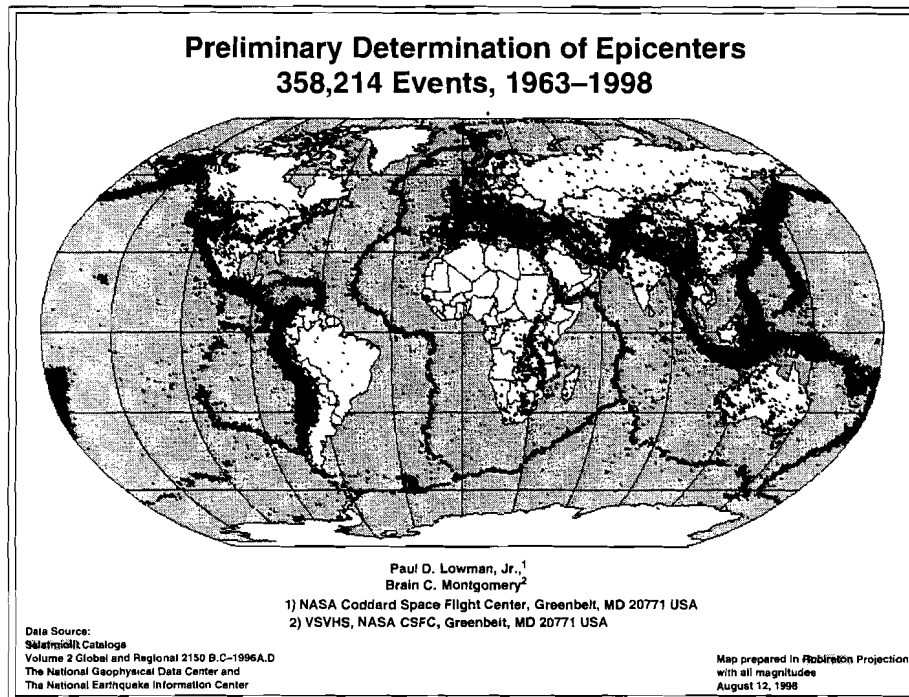 Preliminary Determination of Epicenters
358,214 Events, 1963–1998
Paul D. Lowman, Jr.,1
Brain C. Montgomery2
1) NASA Coddard Space Flight Center, Greenbelt, MD 20771 USA
2) VSVHS, NASA CSFC, Greenbelt, MD 20771 USA
Data Source:
Catalogs
Volume 2 Global and Regional 2150 B.C–1996A.D
The National Geophysical Data Center and
The National Earthquake Information Center
Map prepared in Projection
with all magnitudes
August 12, 1998